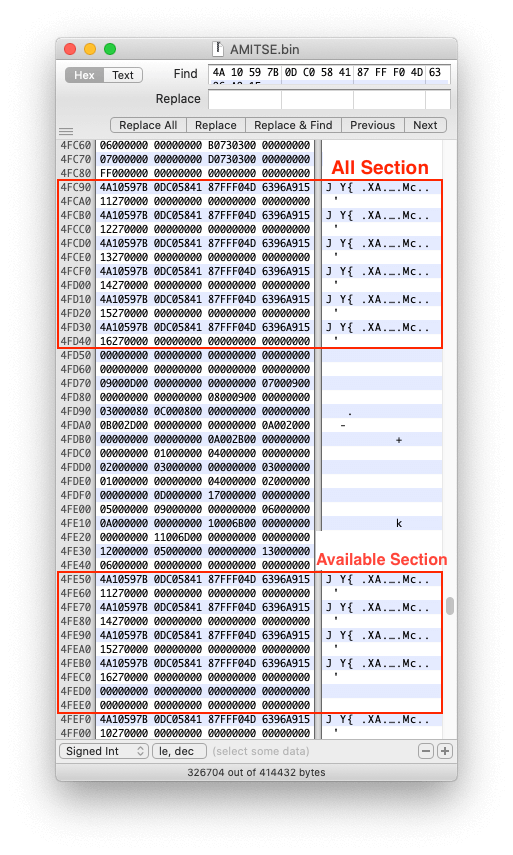 AMITSE.bin
Hex Text Find 4A 10 59 7B 0D C0 58 41 87 FF F0 4D 63
Replace
Replace All Replace Replace & Find Previous Next
4FC60 06000000 00000000 B0730300 00000000
4FC70 07000000 00000000 D0730300 00000000
4FC80 FF000000 00000000 00000000 00000000 All Section
4FC90 4A10597B 0DC05841 87FFF04D 6396A915 J Y{ .XA.…Mc..
4FCA0 11270000 00000000 00000000 00000000 '
4FCB0 4A10597B 0DC05841 87FFF04D 6396A915 J Y{ .XA.…Mc..
4FCC0 12270000 00000000 00000000 00000000 '
4FCD0 4A10597B 0DC05841 87FFF04D 6396A915 J Y{ .XA.…Mc..
4FCE0 13270000 00000000 00000000 00000000 '
4FCF0 4A10597B 0DC05841 87FFF04D 6396A915 J Y{ .XA.…Mc..
4FD00 14270000 00000000 00000000 00000000 '
4FD10 4A10597B 0DC05841 87FFF04D 6396A915 J Y{ .XA.…Mc..
4FD20 15270000 00000000 00000000 00000000 '
4FD30 4A10597B 0DC05841 87FFF04D 6396A915 J Y{ .XA.…Mc..
4FD40 16270000 00000000 00000000 00000000 '
4FD50 00000000 00000000 00000000 00000000
4FD60 00000000 00000000 00000000 00000000
4FD70 09000D00 00000000 00000000 07000900
4FD80 00000000 00000000 08000900 00000000
4FD90 03000080 0C000800 00000000 00000000 .
4FDA0 0B002D00 00000000 00000000 0A002000 -
4FDB0 00000000 00000000 0A002B00 00000000 +
4FDC0 00000000 01000000 04000000 00000000
4FDD0 02000000 03000000 00000000 03000000
4FDE0 01000000 00000000 04000000 02000000
4FDF0 00000000 0D000000 17000000 00000000
4FE00 05000000 09000000 00000000 06000000
4FE10 0A000000 00000000 10006B00 00000000 k
4FE20 00000000 11006D00 00000000 00000000
4FE30 12000000 05000000 00000000 13000000
4FE40 06000000 00000000 00000000 00000000 Available Section
4FE50 4A10597B 0DC05841 87FFF04D 6396A915 J Y{ .XA.…Mc..
4FE60 11270000 00000000 00000000 00000000 '
4FE70 4A10597B 0DC05841 87FFF04D 6396A915 J Y{ .XA.…Mc..
4FE80 14270000 00000000 00000000 00000000 '
4FE90 4A10597B 0DC05841 87FFF04D 6396A915 J Y{ .XA.…Mc..
4FEA0 15270000 00000000 00000000 00000000 '
4FEB0 4A10597B 0DC05841 87FFF04D 6396A915 J Y{ .XA.…Mc..
4FEC0 16270000 00000000 00000000 00000000 '
4FED0 00000000 00000000 00000000 00000000
4FEE0 00000000 00000000 00000000 00000000
4FEF0 4A10597B 0DC05841 87FFF04D 6396A915 J Y{ .XA.…Mc..
4FF00 10270000 00000000 00000000 00000000 '
Signed Int le, dec (select some data)
326704 out of 414432 bytes